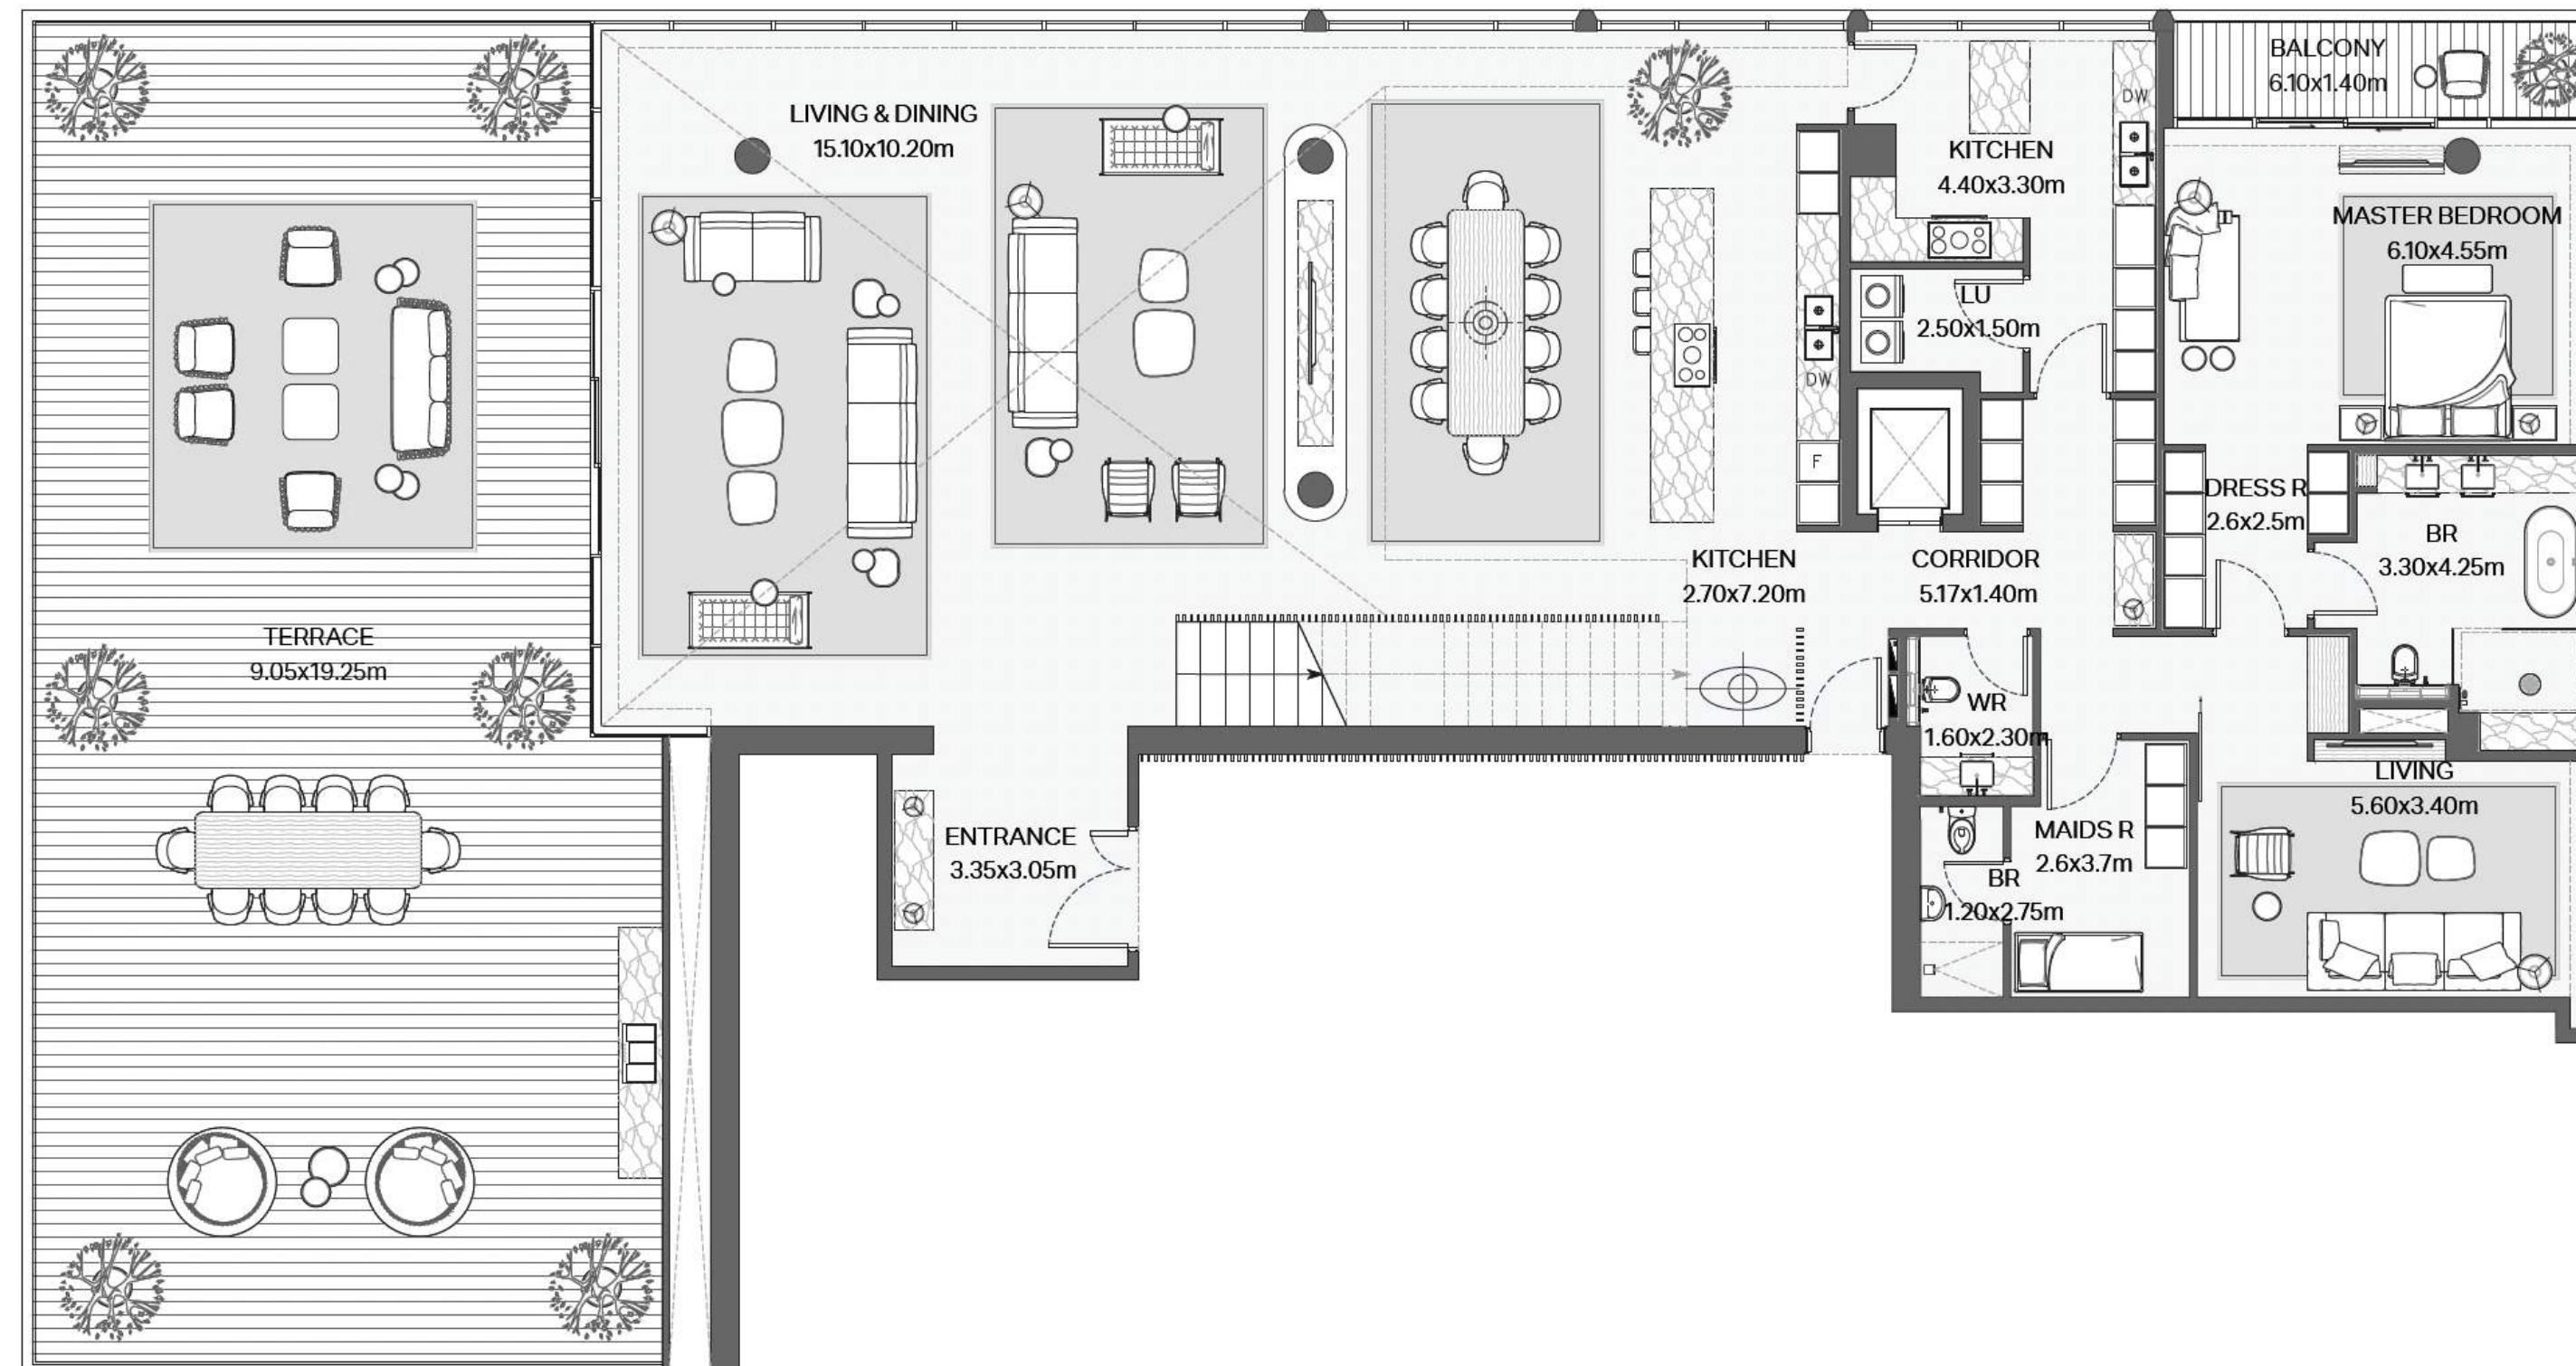 BALCONY
6.10x1.40m
LIVING & DINING
15.10x10.20m
DW
KITCHEN
4.40x3.30m
MASTER BEDROOM
6.10x4.55m
LU
2.50x1.50m
DW
F
DRESS R
2.6x2.5m
BR
3.30x4.25m
KITCHEN
2.70x7.20m
CORRIDOR
5.17x1.40m
TERRACE
9.05x19.25m
WR
1.60x2.30m
LIVING
5.60x3.40m
ENTRANCE
3.35x3.05m
MAIDS R
2.6x3.7m
BR
1.20x2.75m